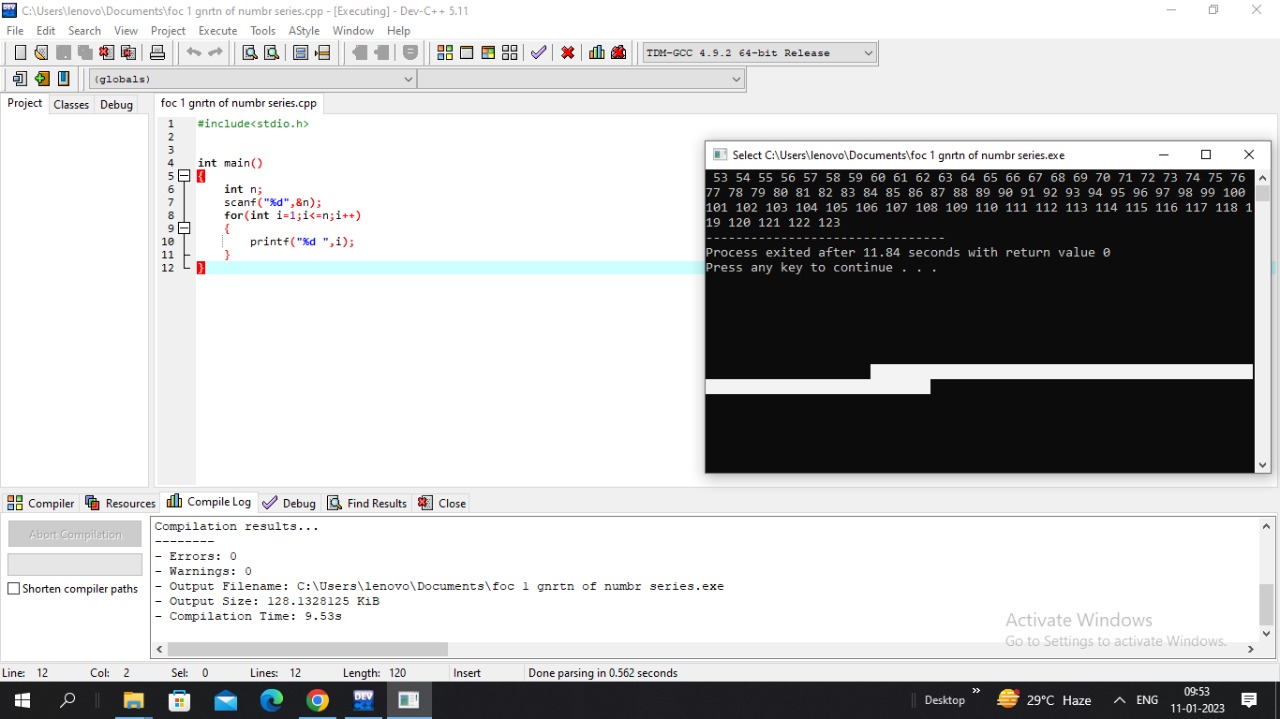 C:\Users\lenovo\Documents\foc 1 gnrtn of numbr series.cpp - [Executing] - Dev-C++ 5.11
File Edit Search View Project Execute Tools AStyle Window Help
TDM-GCC 4.9.2 64-bit Release
(globals)
Project Classes Debug
foc 1 gnrtn of numbr series.cpp
1 #include<stdio.h>
2
3
4 int main()
5 {
6 int n;
7 scanf("%d",&n);
8 for(int i=1;i<=n;i++)
9 {
10 printf("%d ",i);
11 }
12 }
Select C:\Users\lenovo\Documents\foc 1 gnrtn of numbr series.exe
53 54 55 56 57 58 59 60 61 62 63 64 65 66 67 68 69 70 71 72 73 74 75 76
77 78 79 80 81 82 83 84 85 86 87 88 89 90 91 92 93 94 95 96 97 98 99 100
101 102 103 104 105 106 107 108 109 110 111 112 113 114 115 116 117 118 1
19 120 121 122 123
--------------------------------
Process exited after 11.84 seconds with return value 0
Press any key to continue . . .
Compiler Resources Compile Log Debug Find Results Close
Abort Compilation
Shorten compiler paths
Compilation results...
--------
- Errors: 0
- Warnings: 0
- Output Filename: C:\Users\lenovo\Documents\foc 1 gnrtn of numbr series.exe
- Output Size: 128.1328125 KiB
- Compilation Time: 9.53s
Activate Windows
Go to Settings to activate Windows.
Line: 12 Col: 2 Sel: 0 Lines: 12 Length: 120 Insert Done parsing in 0.562 seconds
DEV
Desktop » 29°C Haze ENG 09:53
11-01-2023